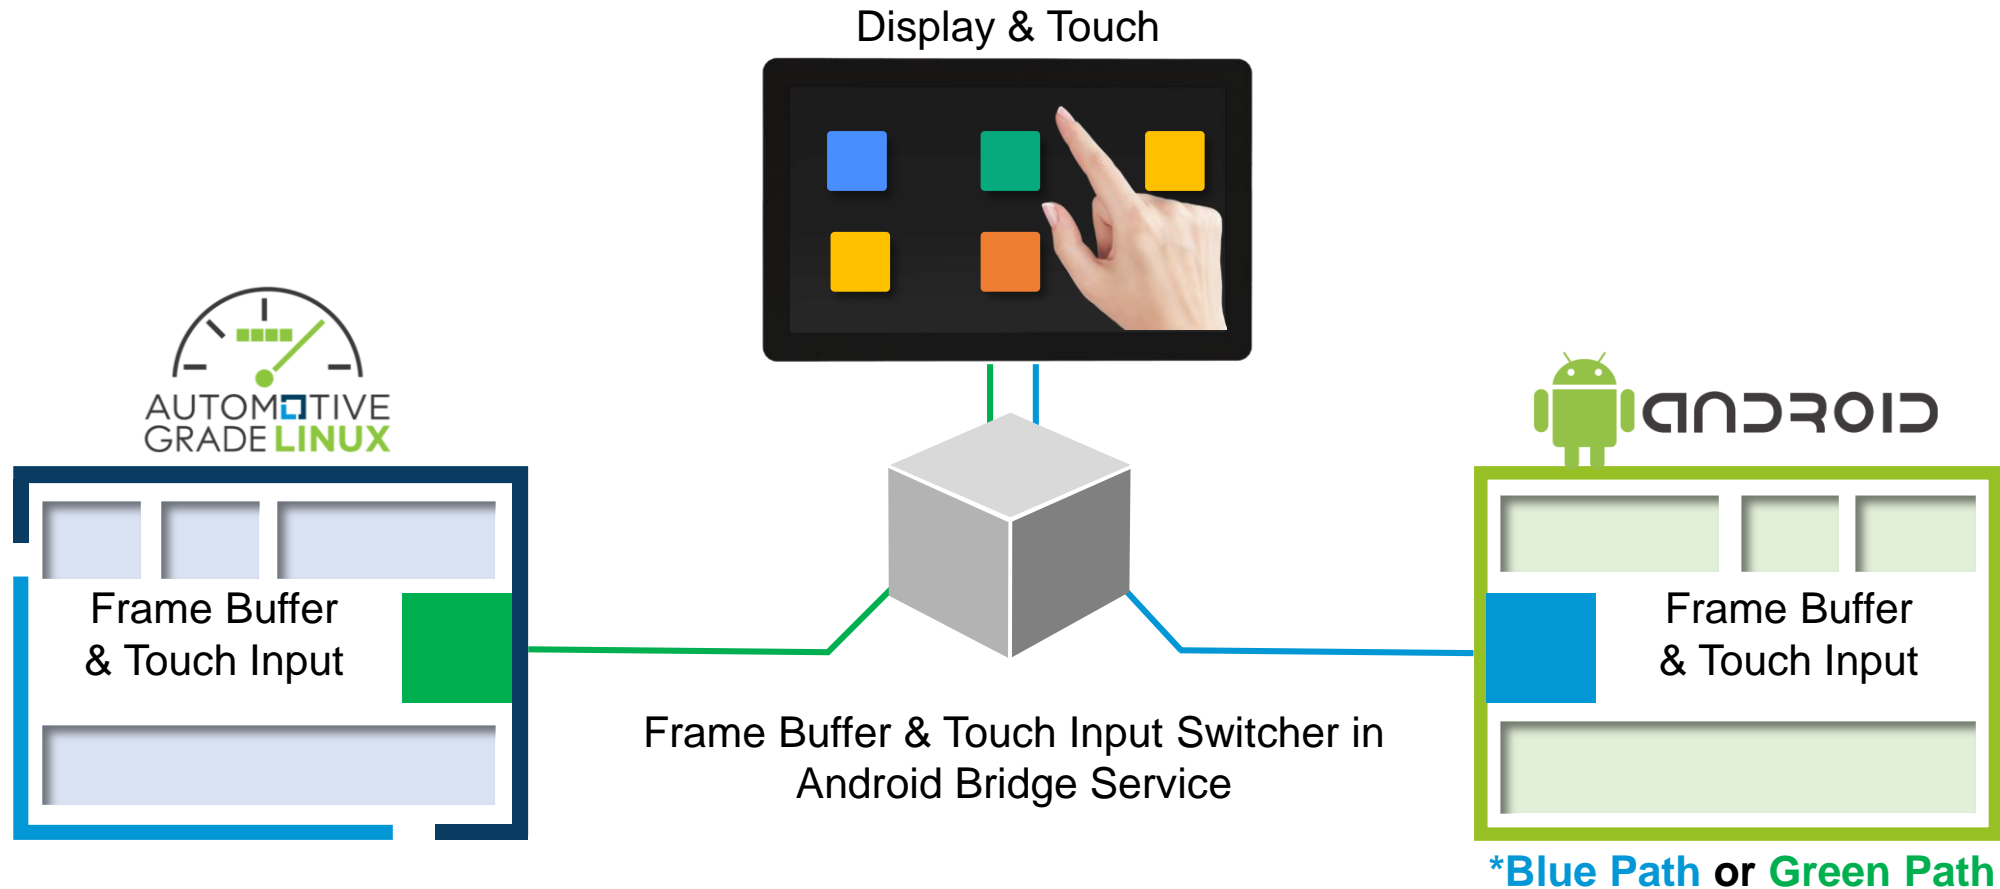 Display & Touch
AUTOMOTIVE
GRADE LINUX
ANDROID
Frame Buffer
& Touch Input
Frame Buffer
& Touch Input
Frame Buffer & Touch Input Switcher in
Android Bridge Service
*Blue Path or Green Path